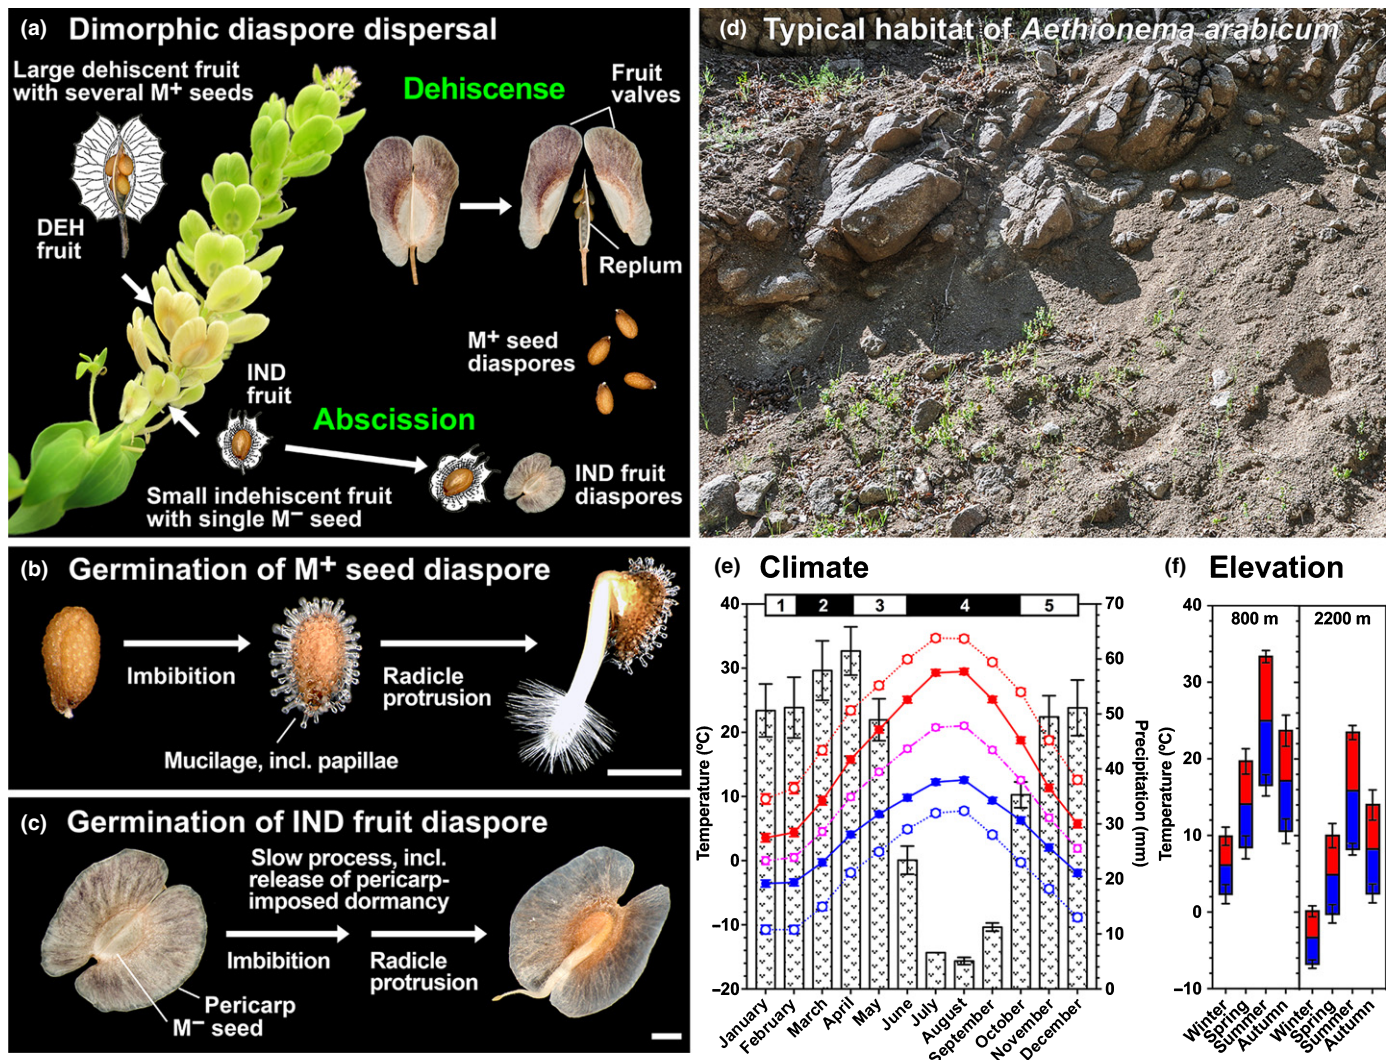 (a) Dimorphic diaspore dispersal
Large dehiscent fruit
with several M+ seeds
DEH
fruit
Dehiscense
Fruit
valves
Replum
M+ seed
diaspores
IND
fruit
Abscission
Small indehiscent fruit
with single M− seed
IND fruit
diaspores
(b) Germination of M+ seed diaspore
Imbibition
Radicle
protrusion
Mucilage, incl. papillae
(c) Germination of IND fruit diaspore
Slow process, incl.
release of pericarp-
imposed dormancy
Imbibition
Radicle
protrusion
Pericarp
M− seed
(d) Typical habitat of Aethionema arabicum
(e) Climate
1 2 3 4 5
Temperature (ºC)
40
30
20
10
0
−10
−20
Precipitation (mm)
70
60
50
40
30
20
10
0
January
February
March
April
May
June
July
August
September
October
November
December
(f) Elevation
800 m 2200 m
Temperature (ºC)
40
30
20
10
0
−10
Winter
Spring
Summer
Autumn
Winter
Spring
Summer
Autumn